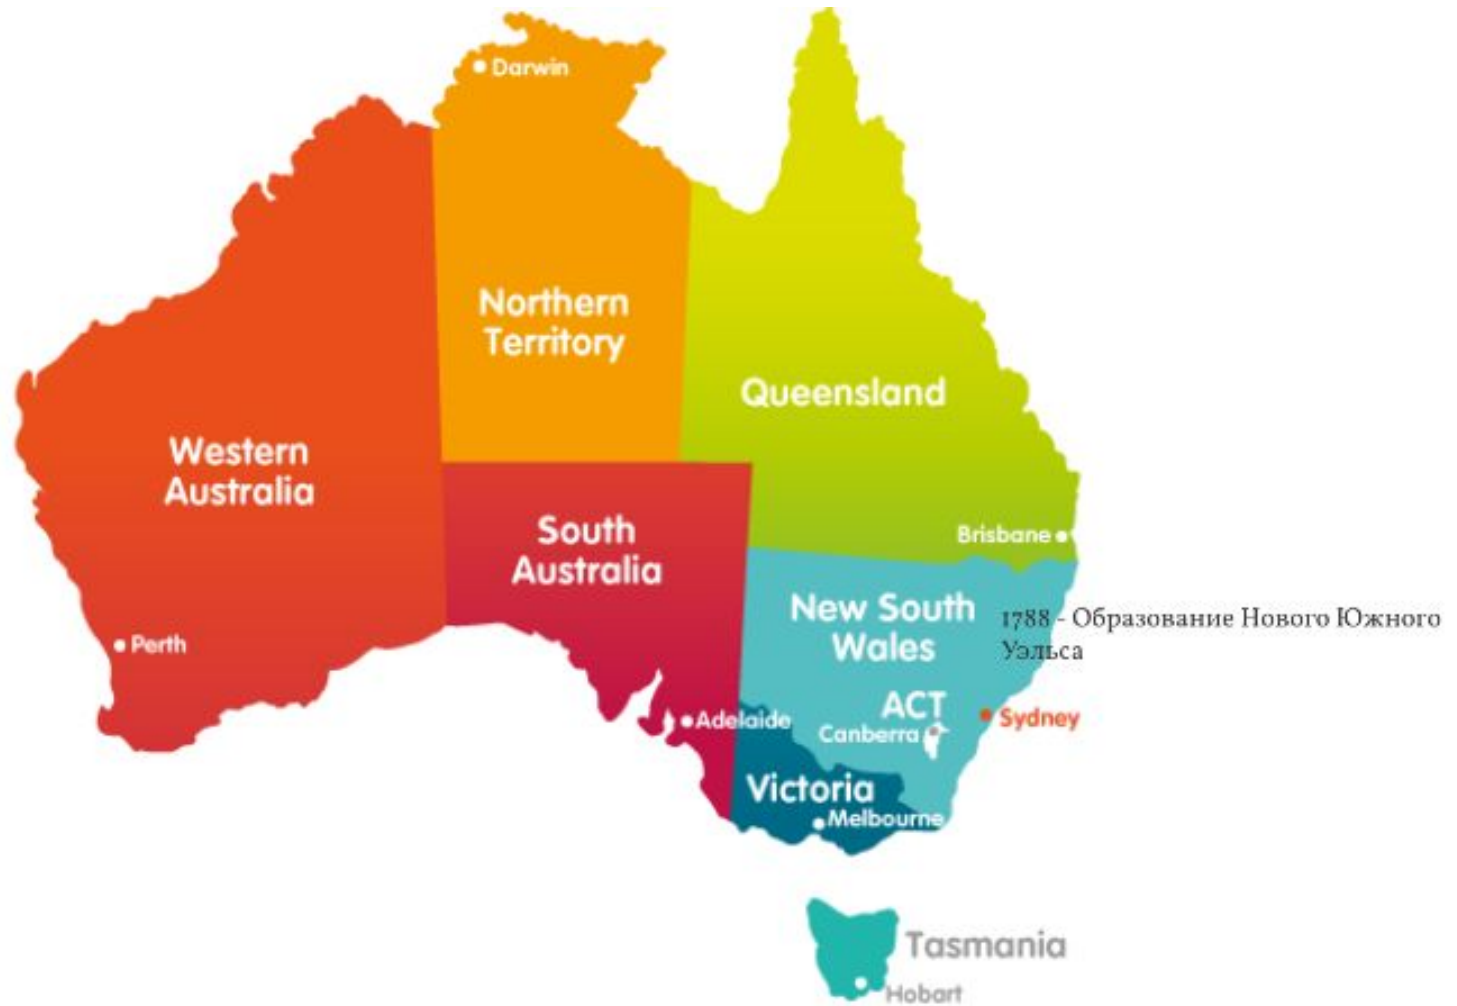 Darwin
Northern
Territory
Queensland
Western
Australia
South
Australia
Brisbane
New South
Wales
1788 - Образование Нового Южного
Уэльса
Perth
ACT
Sydney
Adelaide
Canberra
Victoria
Melbourne
Tasmania
Hobart